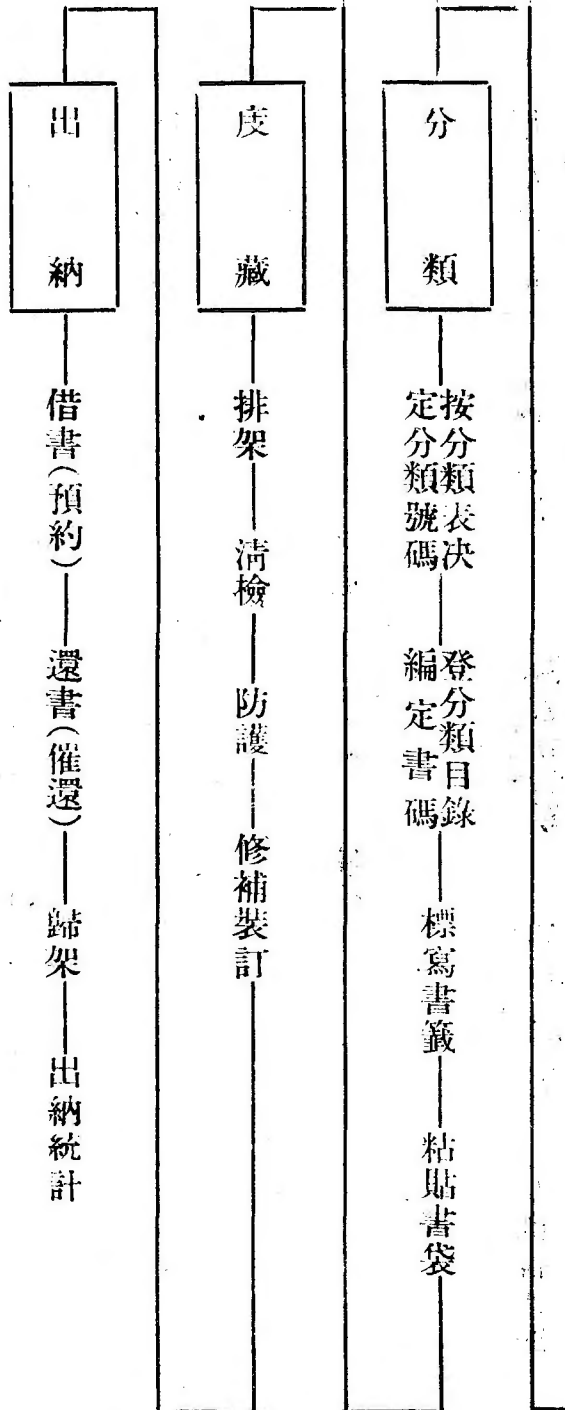 分類
按分類表決
定分類號碼
登分類目錄
編定書碼
標寫書籤
粘貼書袋
庋藏
排架
清檢
防護
修補裝訂
出納
借書(預約)
還書(催還)
歸架
出納統計